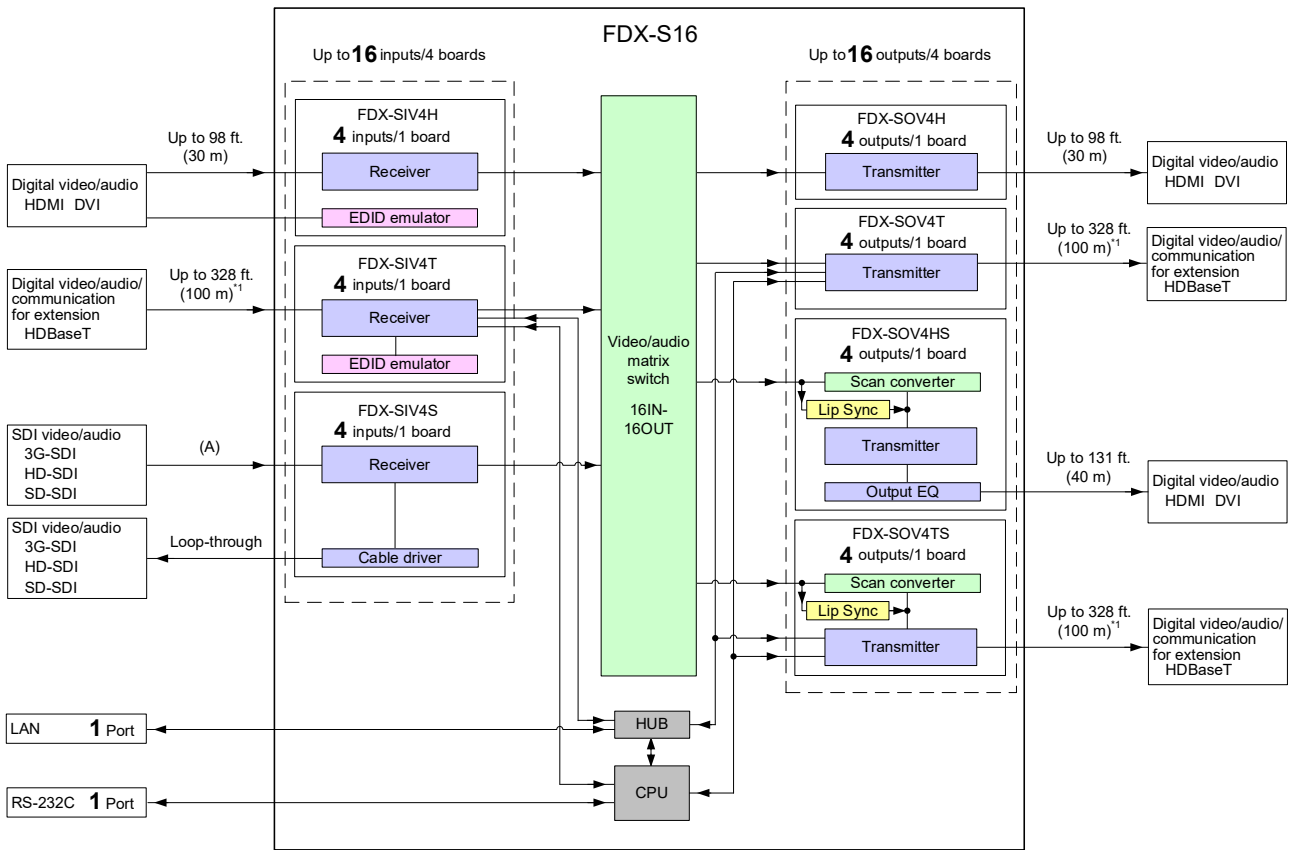 FDX-S16
Up to 16 inputs/4 boards
Up to 16 outputs/4 boards
Digital video/audio
HDMI DVI
Up to 98 ft.
(30 m)
FDX-SIV4H
4 inputs/1 board
Receiver
EDID emulator
Digital video/audio/
communication
for extension
HDBaseT
Up to 328 ft.
(100 m)*1
FDX-SIV4T
4 inputs/1 board
Receiver
EDID emulator
SDI video/audio
3G-SDI
HD-SDI
SD-SDI
(A)
FDX-SIV4S
4 inputs/1 board
Receiver
SDI video/audio
3G-SDI
HD-SDI
SD-SDI
Loop-through
Cable driver
Video/audio
matrix
switch
16IN-
16OUT
FDX-SOV4H
4 outputs/1 board
Transmitter
Up to 98 ft.
(30 m)
Digital video/audio
HDMI DVI
FDX-SOV4T
4 outputs/1 board
Transmitter
Up to 328 ft.
(100 m)*1
Digital video/audio/
communication
for extension
HDBaseT
FDX-SOV4HS
4 outputs/1 board
Scan converter
Lip Sync
Transmitter
Output EQ
Up to 131 ft.
(40 m)
Digital video/audio
HDMI DVI
FDX-SOV4TS
4 outputs/1 board
Scan converter
Lip Sync
Transmitter
Up to 328 ft.
(100 m)*1
Digital video/audio/
communication
for extension
HDBaseT
LAN 1 Port
HUB
RS-232C 1 Port
CPU